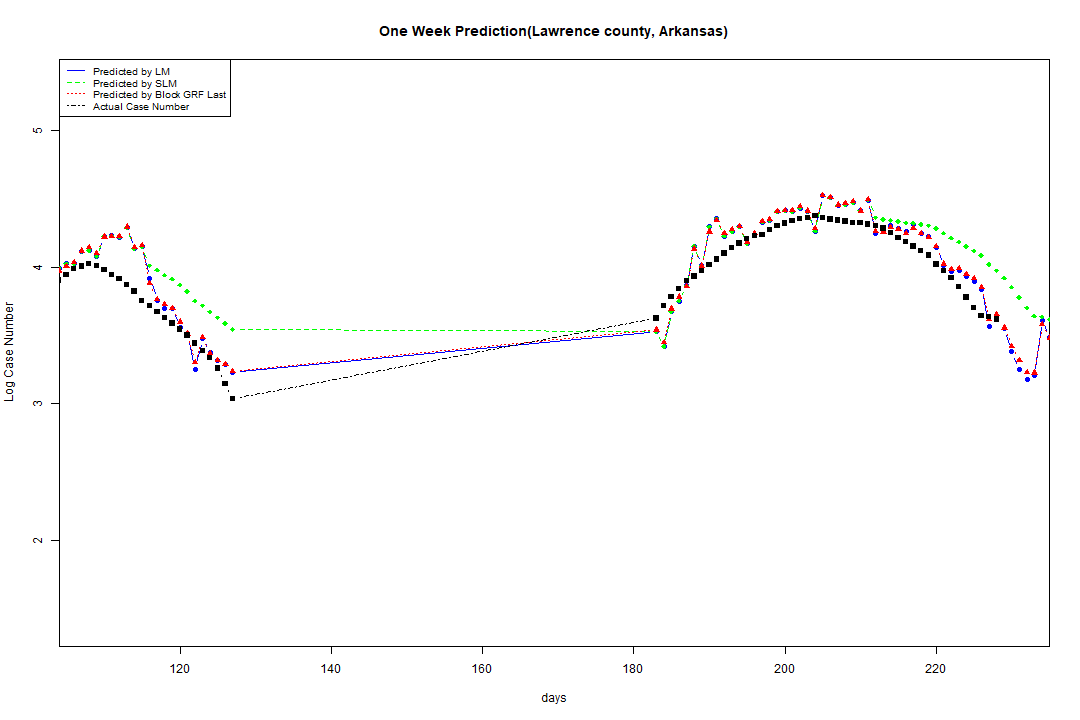 One Week Prediction(Lawrence county, Arkansas)
Predicted by LM
Predicted by SLM
Predicted by Block GRF Last
Actual Case Number
5
4
3
2
Log Case Number
120 140 160 180 200 220
days